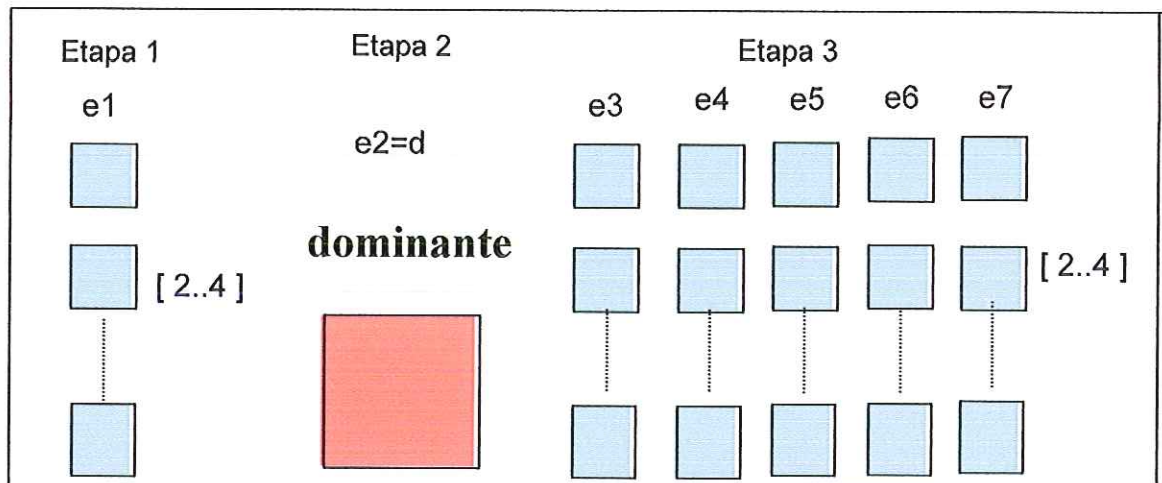 Etapa 1 Etapa 2 Etapa 3
e1 e3 e4 e5 e6 e7
e2=d
dominante
[ 2..4 ] [ 2..4 ]